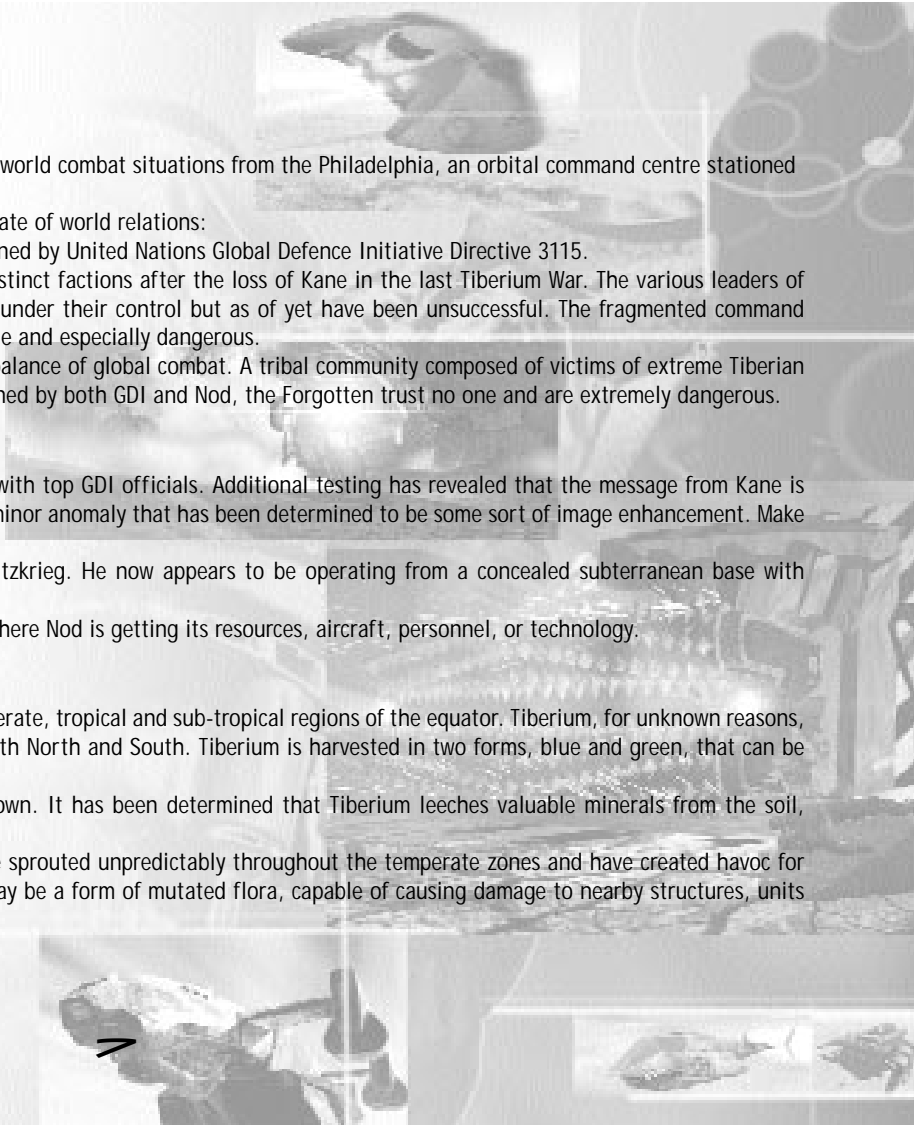 world combat situations from the Philadelphia, an orbital command centre stationed
ate of world relations:
ned by United Nations Global Defence Initiative Directive 3115.
stinct factions after the loss of Kane in the last Tiberium War. The various leaders of
under their control but as of yet have been unsuccessful. The fragmented command
e and especially dangerous.
balance of global combat. A tribal community composed of victims of extreme Tiberian
ned by both GDI and Nod, the Forgotten trust no one and are extremely dangerous.
with top GDI officials. Additional testing has revealed that the message from Kane is
minor anomaly that has been determined to be some sort of image enhancement. Make
tzkrieg. He now appears to be operating from a concealed subterranean base with
here Nod is getting its resources, aircraft, personnel, or technology.
erate, tropical and sub-tropical regions of the equator. Tiberium, for unknown reasons,
th North and South. Tiberium is harvested in two forms, blue and green, that can be
own. It has been determined that Tiberium leeches valuable minerals from the soil,
e sprouted unpredictably throughout the temperate zones and have created havoc for
ay be a form of mutated flora, capable of causing damage to nearby structures, units